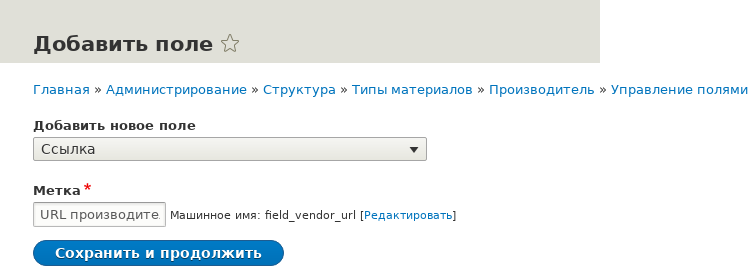 Добавить поле
Главная » Администрирование » Структура » Типы материалов » Производитель » Управление полями
Добавить новое поле
Ссылка
Метка *
URL производите. Машинное имя: field_vendor_url [Редактировать]
Сохранить и продолжить